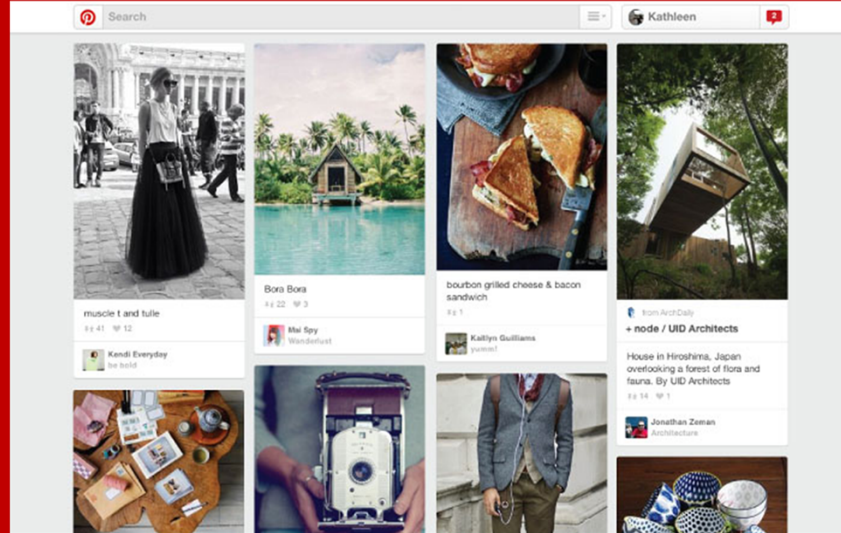 Search
Kathleen
2
muscle t and tulle
41 12
Kendi Everyday
be bold
Bora Bora
22 3
Mai Spy
Wanderlust
bourbon grilled cheese & bacon
sandwich
1
Kaitlyn Guilliams
yumm!
from ArchDaily
+ node / UID Architects
House in Hiroshima, Japan
overlooking a forest of flora and
fauna. By UID Architects
14 1
Jonathan Zeman
Architecture